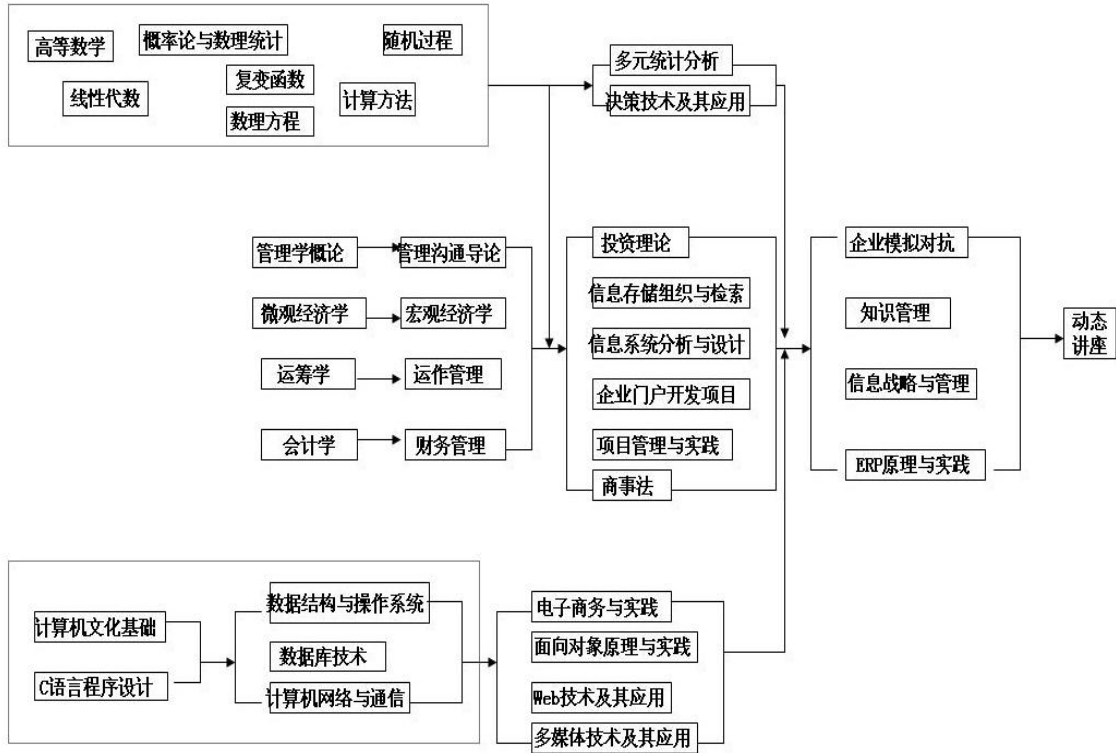 高等数学
概率论与数理统计
随机过程
线性代数
复变函数
计算方法
数理方程
多元统计分析
决策技术及其应用
管理学概论
管理沟通导论
微观经济学
宏观经济学
运筹学
运作管理
会计学
财务管理
投资理论
信息存储组织与检索
信息系统分析与设计
企业门户开发项目
项目管理与实践
商事法
企业模拟对抗
知识管理
信息战略与管理
ERP原理与实践
动态
讲座
计算机文化基础
C语言程序设计
数据结构与操作系统
数据库技术
计算机网络与通信
电子商务与实践
面向对象原理与实践
Web技术及其应用
多媒体技术及其应用